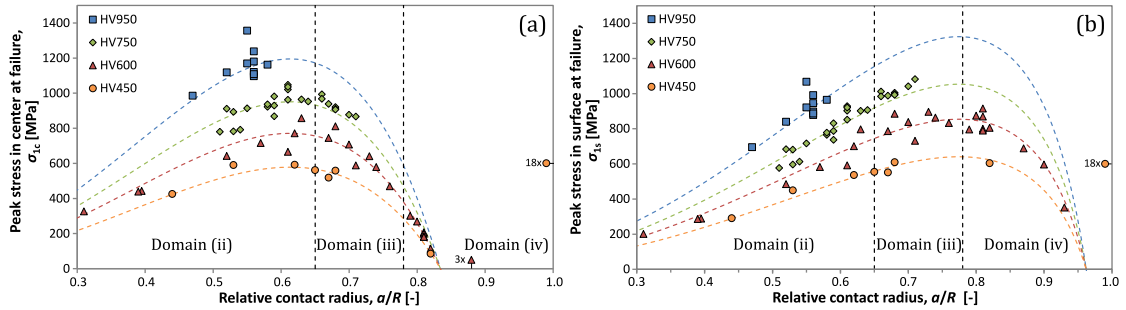 Peak stress in center at failure,
σ1c [MPa]
1400
1200
1000
800
600
400
200
0
HV950
HV750
HV600
HV450
(a)
18x
3x
Domain (ii)
Domain (iii)
Domain (iv)
0.3
0.4
0.5
0.6
0.7
0.8
0.9
1.0
Relative contact radius, a/R [-]
Peak stress in surface at failure,
σ1s [MPa]
1400
1200
1000
800
600
400
200
0
HV950
HV750
HV600
HV450
(b)
18x
Domain (ii)
Domain (iii)
Domain (iv)
0.3
0.4
0.5
0.6
0.7
0.8
0.9
1.0
Relative contact radius, a/R [-]